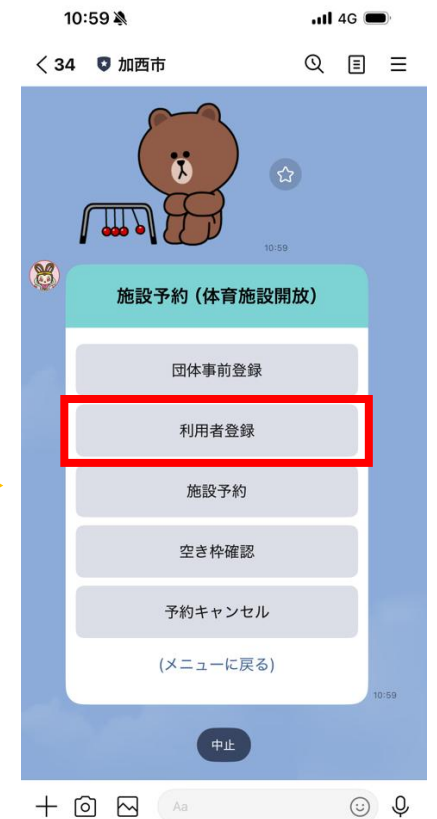 10:59
4G
34 加西市
10:59
施設予約（体育施設開放）
団体事前登録
利用者登録
施設予約
空き枠確認
予約キャンセル
(メニューに戻る)
10:59
中止
Aa